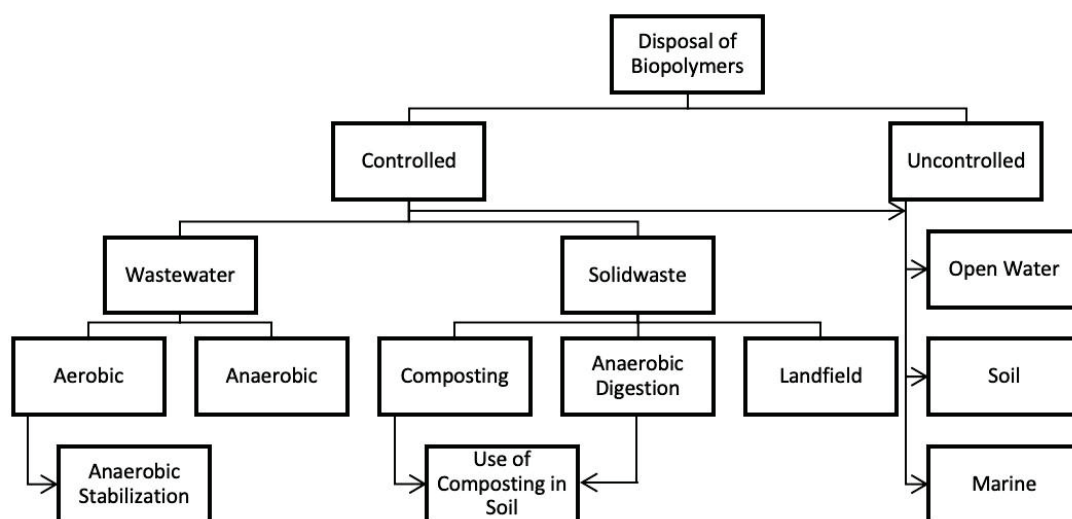 Disposal of
Biopolymers
Controlled
Uncontrolled
Wastewater
Solidwaste
Open Water
Aerobic
Anaerobic
Composting
Anaerobic
Digestion
Landfield
Soil
Anaerobic
Stabilization
Use of
Composting in
Soil
Marine